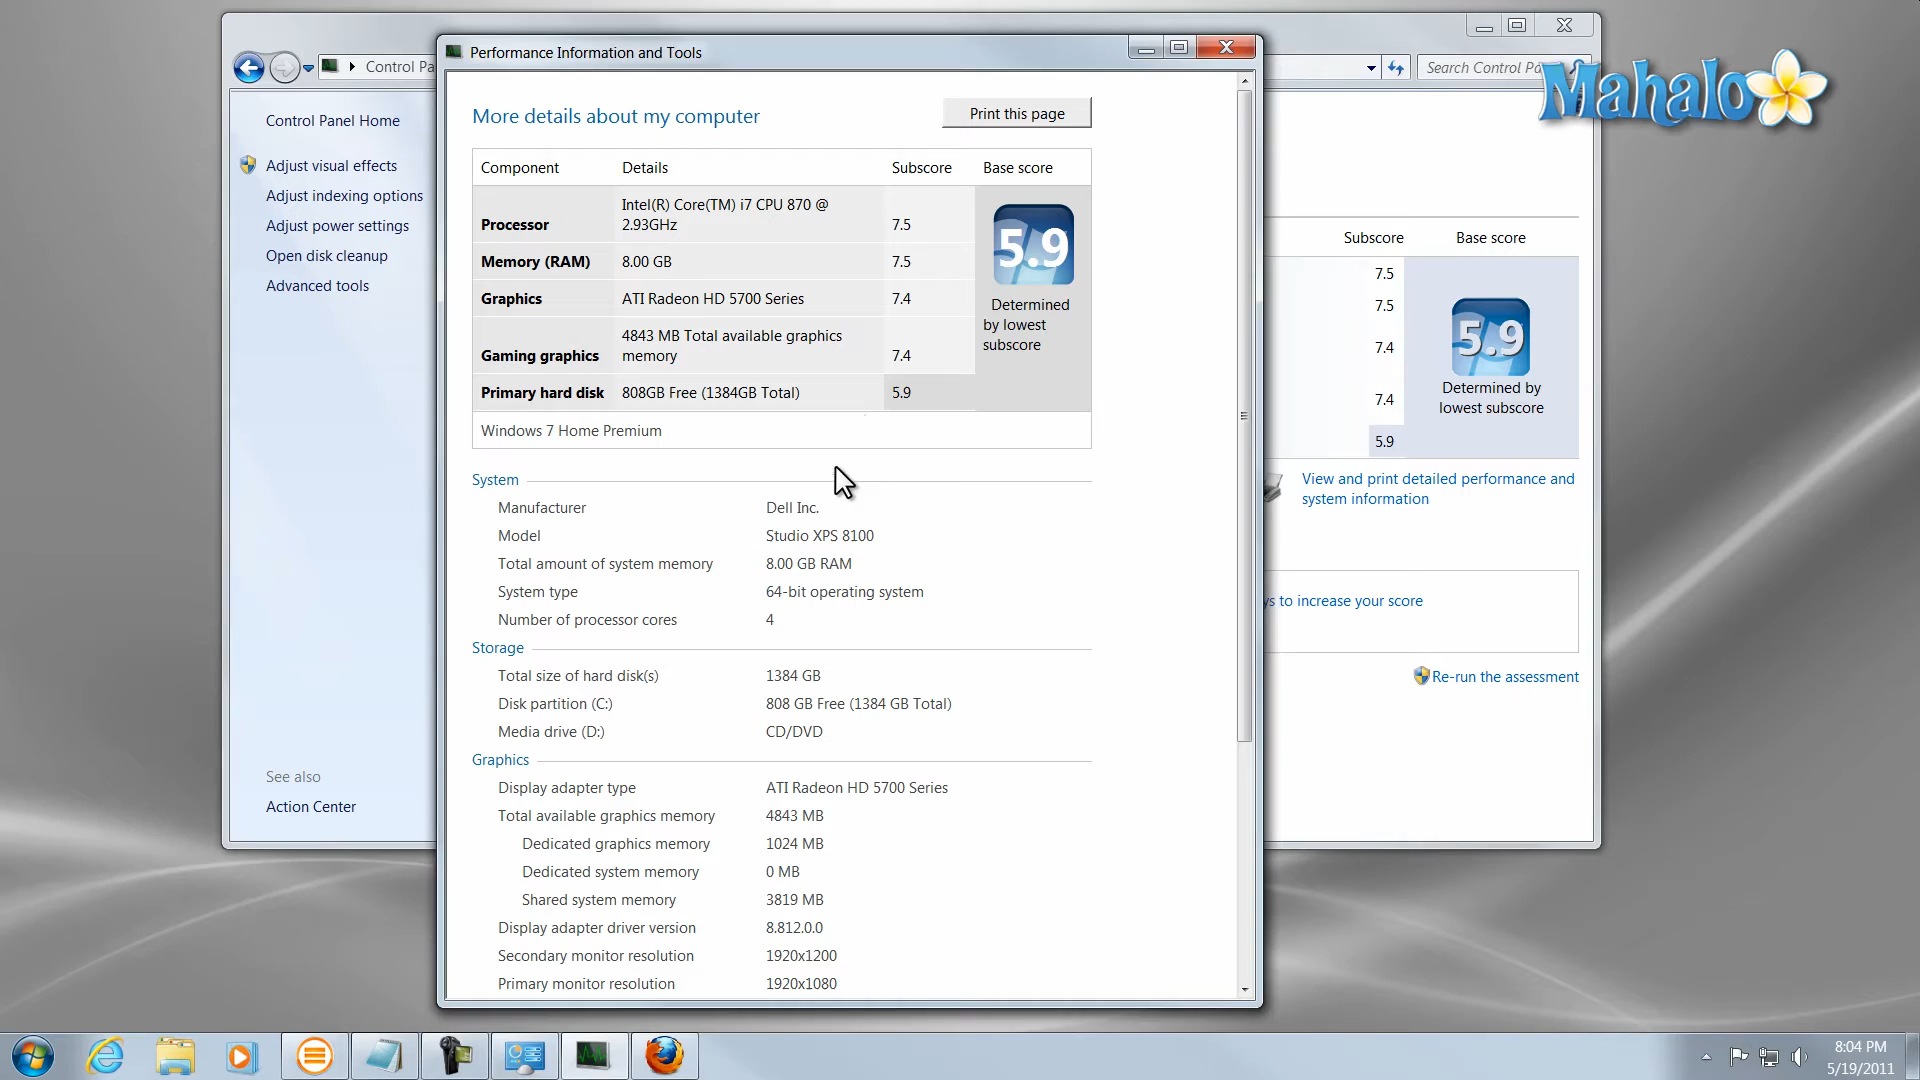 Performance Information and Tools
Control Pa
Search Control Pa
Mahalo
Control Panel Home
Adjust visual effects
Adjust indexing options
Adjust power settings
Open disk cleanup
Advanced tools
See also
Action Center
More details about my computer
Print this page
Component Details Subscore Base score
Processor Intel(R) Core(TM) i7 CPU 870 @
2.93GHz 7.5
Memory (RAM) 8.00 GB 7.5
Graphics ATI Radeon HD 5700 Series 7.4
Gaming graphics 4843 MB Total available graphics
memory 7.4
Primary hard disk 808GB Free (1384GB Total) 5.9
5.9
Determined
by lowest
subscore
Windows 7 Home Premium
System
Manufacturer Dell Inc.
Model Studio XPS 8100
Total amount of system memory 8.00 GB RAM
System type 64-bit operating system
Number of processor cores 4
Storage
Total size of hard disk(s) 1384 GB
Disk partition (C:) 808 GB Free (1384 GB Total)
Media drive (D:) CD/DVD
Graphics
Display adapter type ATI Radeon HD 5700 Series
Total available graphics memory 4843 MB
Dedicated graphics memory 1024 MB
Dedicated system memory 0 MB
Shared system memory 3819 MB
Display adapter driver version 8.812.0.0
Secondary monitor resolution 1920x1200
Primary monitor resolution 1920x1080
Subscore Base score
7.5
7.5
7.4
7.4
5.9
5.9
Determined by
lowest subscore
View and print detailed performance and
system information
ys to increase your score
Re-run the assessment
8:04 PM
5/19/2011